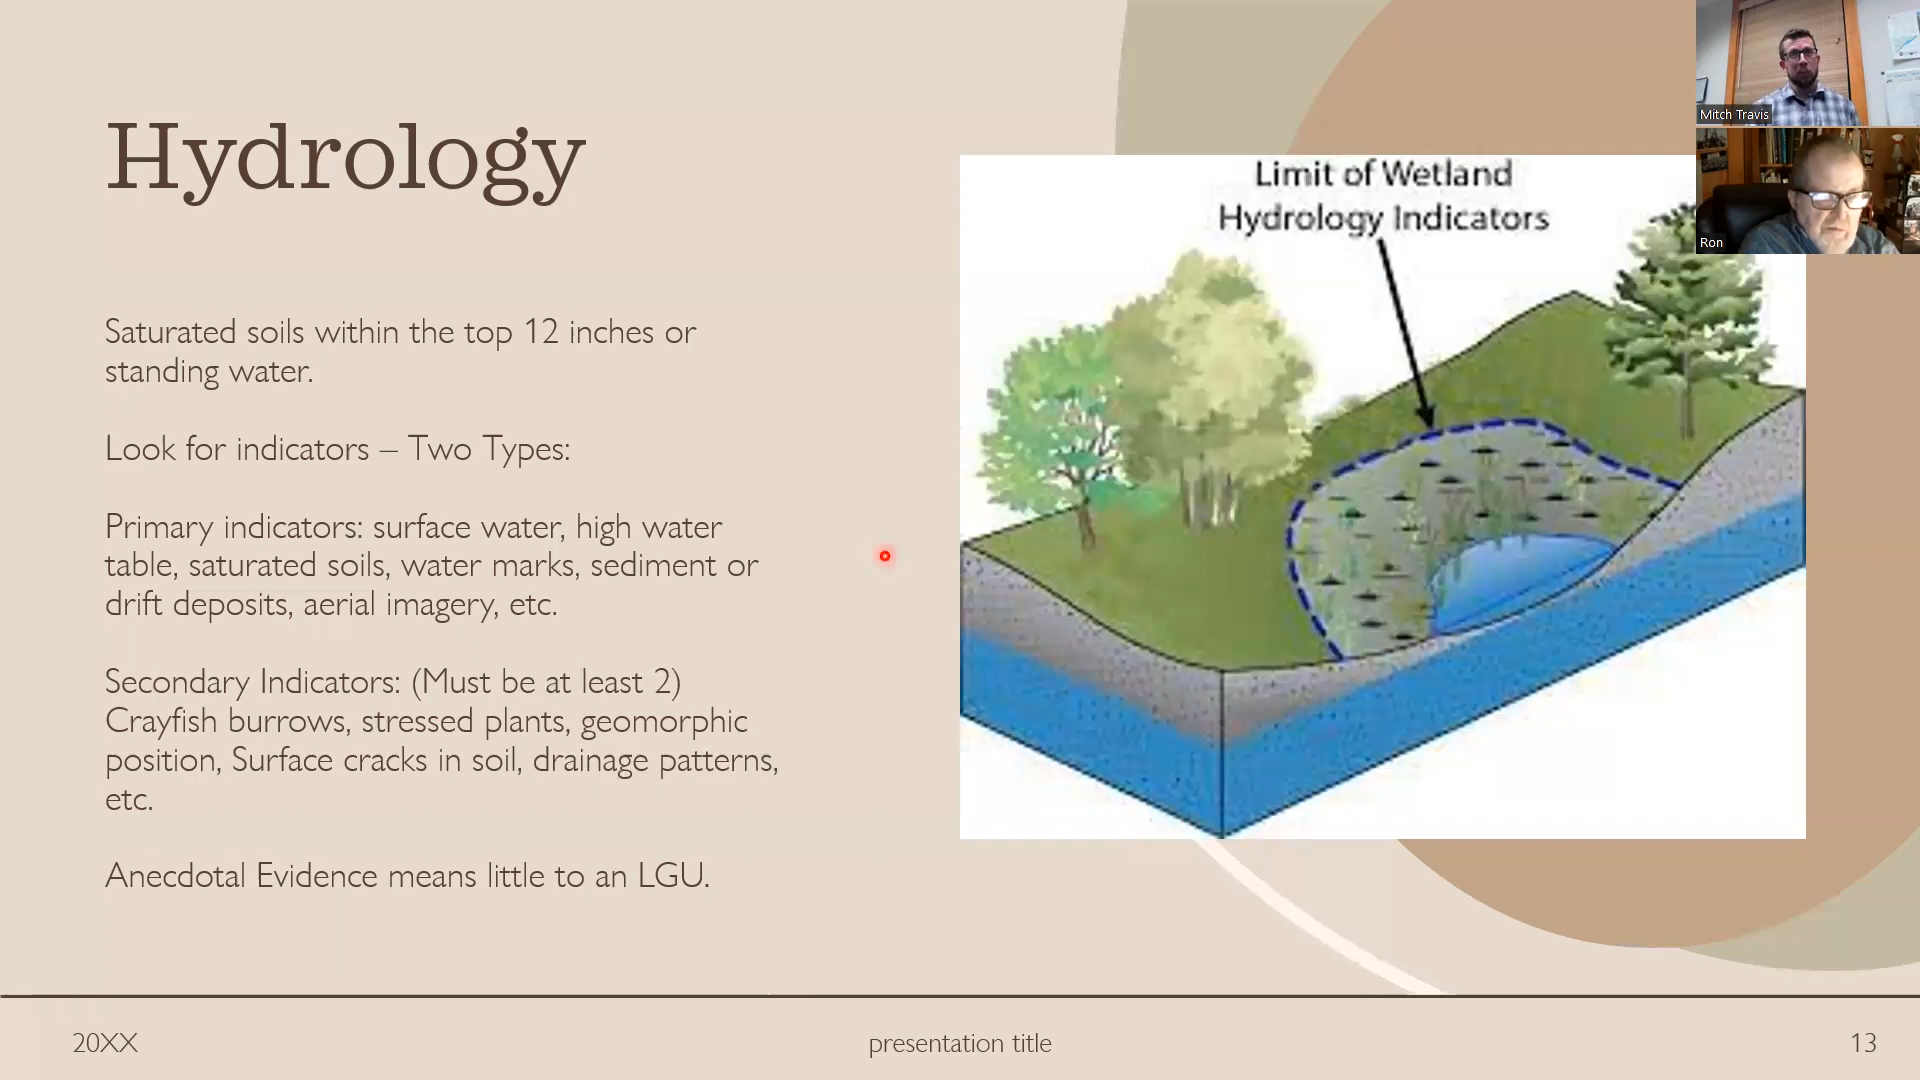 Hydrology
Saturated soils within the top 12 inches or
standing water.
Look for indicators – Two Types:
Primary indicators: surface water, high water
table, saturated soils, water marks, sediment or
drift deposits, aerial imagery, etc.
Secondary Indicators: (Must be at least 2)
Crayfish burrows, stressed plants, geomorphic
position, Surface cracks in soil, drainage patterns,
etc.
Anecdotal Evidence means little to an LGU.
Limit of Wetland
Hydrology Indicators
Mitch Travis
Ron
20XX
presentation title
13